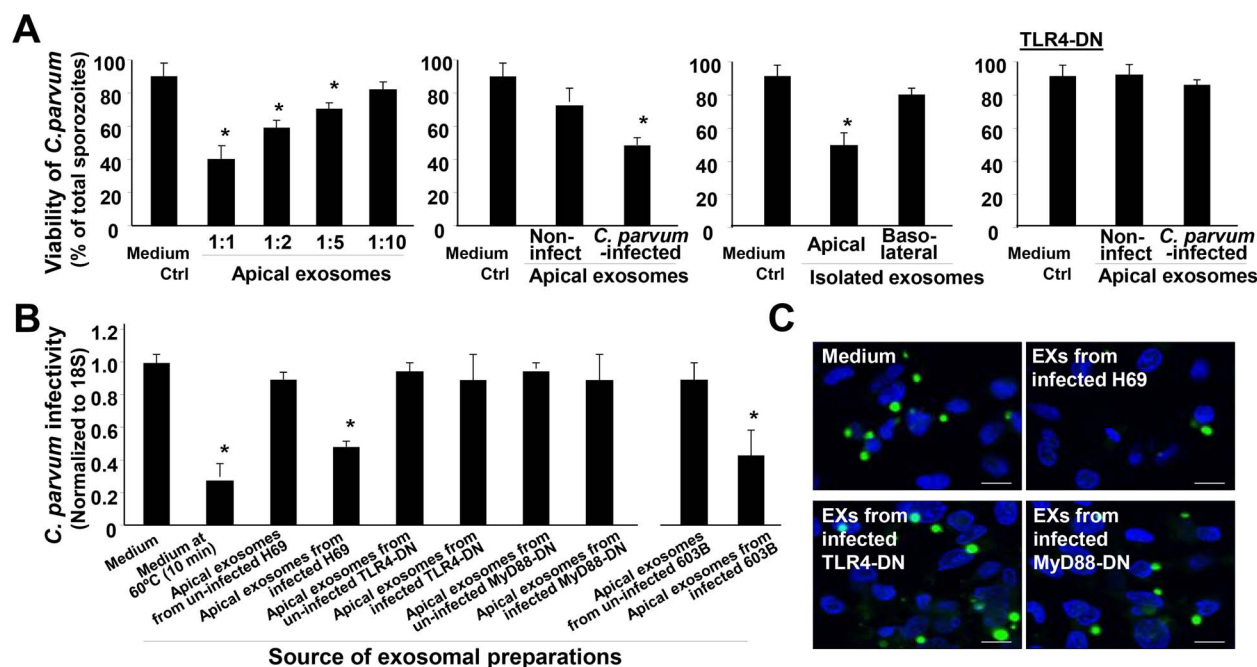 A
Viability of C.parvum
(% of total sporozoites)
100
80
60
40
20
0
Medium
Ctrl
1:1
1:2
1:5
1:10
Apical exosomes
*
*
*
100
80
60
40
20
0
Medium
Ctrl
Non-
infect
C. parvum
-infected
Apical exosomes
*
100
80
60
40
20
0
Medium
Ctrl
Apical
Baso-
lateral
Isolated exosomes
*
TLR4-DN
100
80
60
40
20
0
Medium
Ctrl
Non-
infect
C. parvum
-infected
Apical exosomes
B
C. parvum infectivity
(Normalized to 18S)
1.2
1.0
0.8
0.6
0.4
0.2
0
*
*
*
Medium
Medium at
60ºC (10 min)
Apical exosomes
from un-infected H69
Apical exosomes from
infected H69
Apical exosomes from
un-infected TLR4-DN
Apical exosomes from
infected TLR4-DN
Apical exosomes from
un-infected MyD88-DN
Apical exosomes from
infected MyD88-DN
Apical exosomes
from un-infected 603B
Apical exosomes from
infected 603B
Source of exosomal preparations
C
Medium
EXs from
infected H69
EXs from
infected
TLR4-DN
EXs from
infected
MyD88-DN